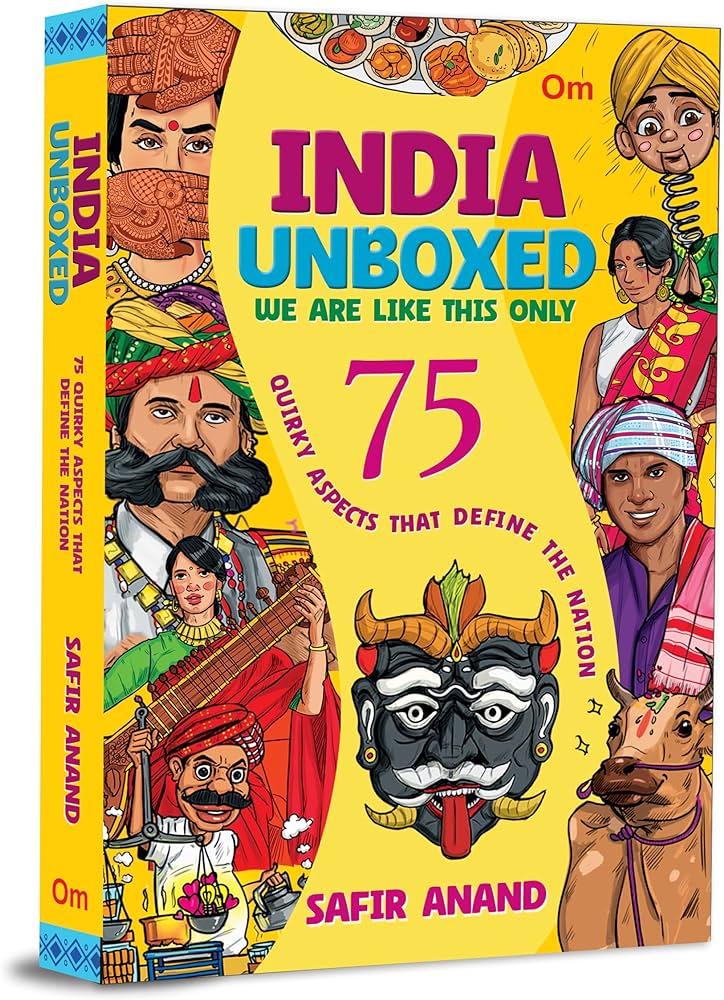 INDIA
UNBOXED
75 QUIRKY ASPECTS THAT
DEFINE THE NATION
SAFIR ANAND
Om
Om
INDIA
UNBOXED
WE ARE LIKE THIS ONLY
75
QUIRKY ASPECTS THAT DEFINE THE NATION
SAFIR ANAND